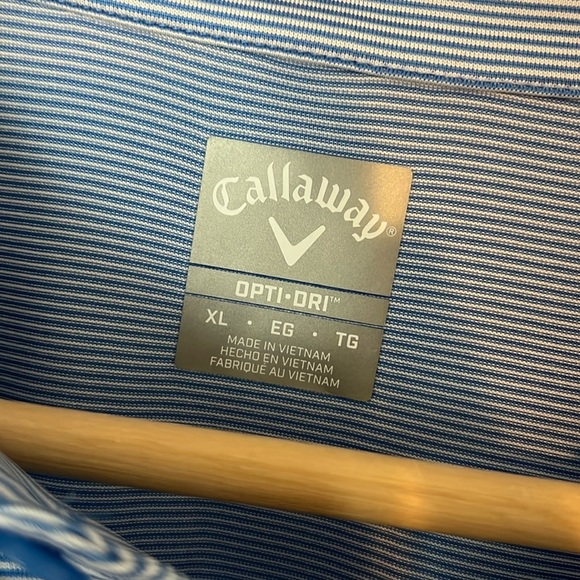 Callaway®
OPTI·DRI™
XL · EG · TG
MADE IN VIETNAM
HECHO EN VIETNAM
FABRIQUÉ AU VIETNAM